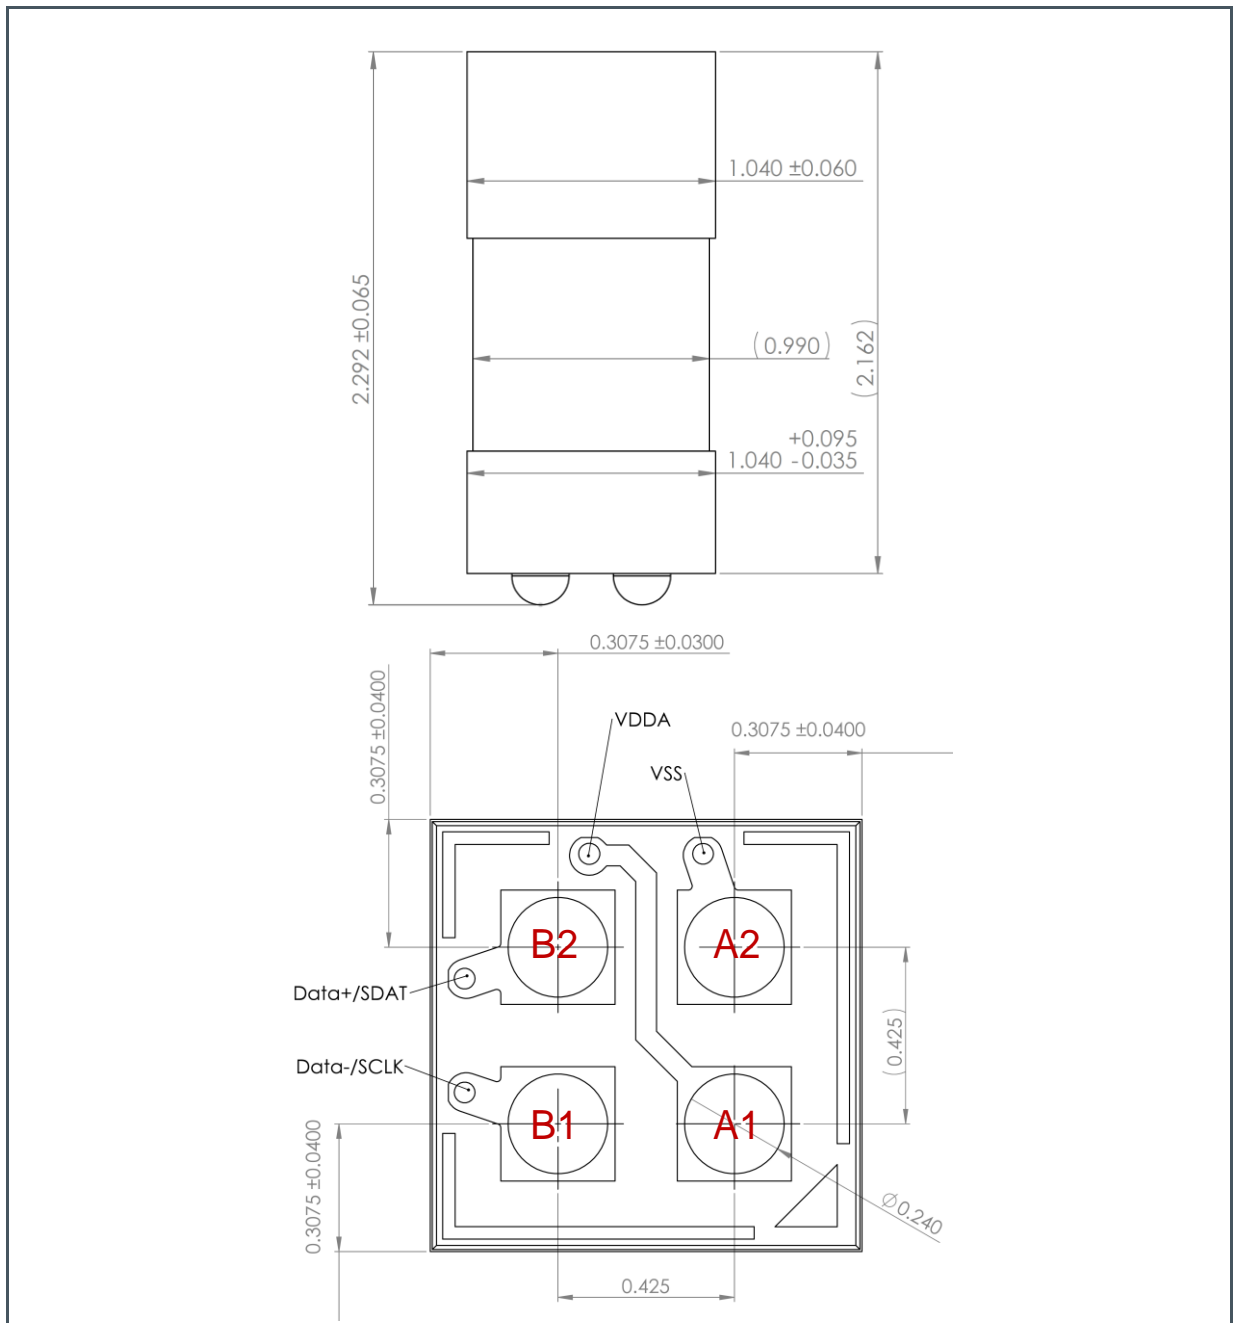 1.040 ±0.060
2.292 ±0.065
(0.990)
(2.162)
+0.095
1.040 -0.035
0.3075 ±0.0300
0.3075 ±0.0400
VDDA
0.3075 ±0.0400
VSS
B2
A2
Data+/SDAT
(0.425)
Data-/SCLK
B1
A1
0.3075 ±0.0400
Ø0.240
0.425